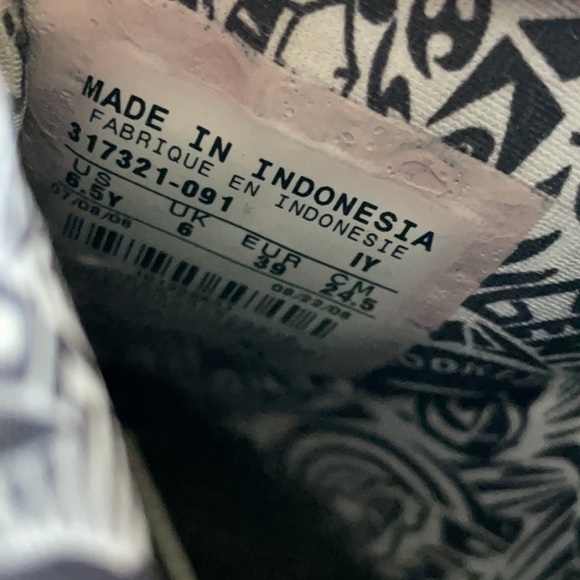 MADE IN INDONESIA
FABRIQUE EN INDONESIE
317321-091 IY
US UK EUR CM
6.5Y 6 39 24.5
07/08/08 09/22/08